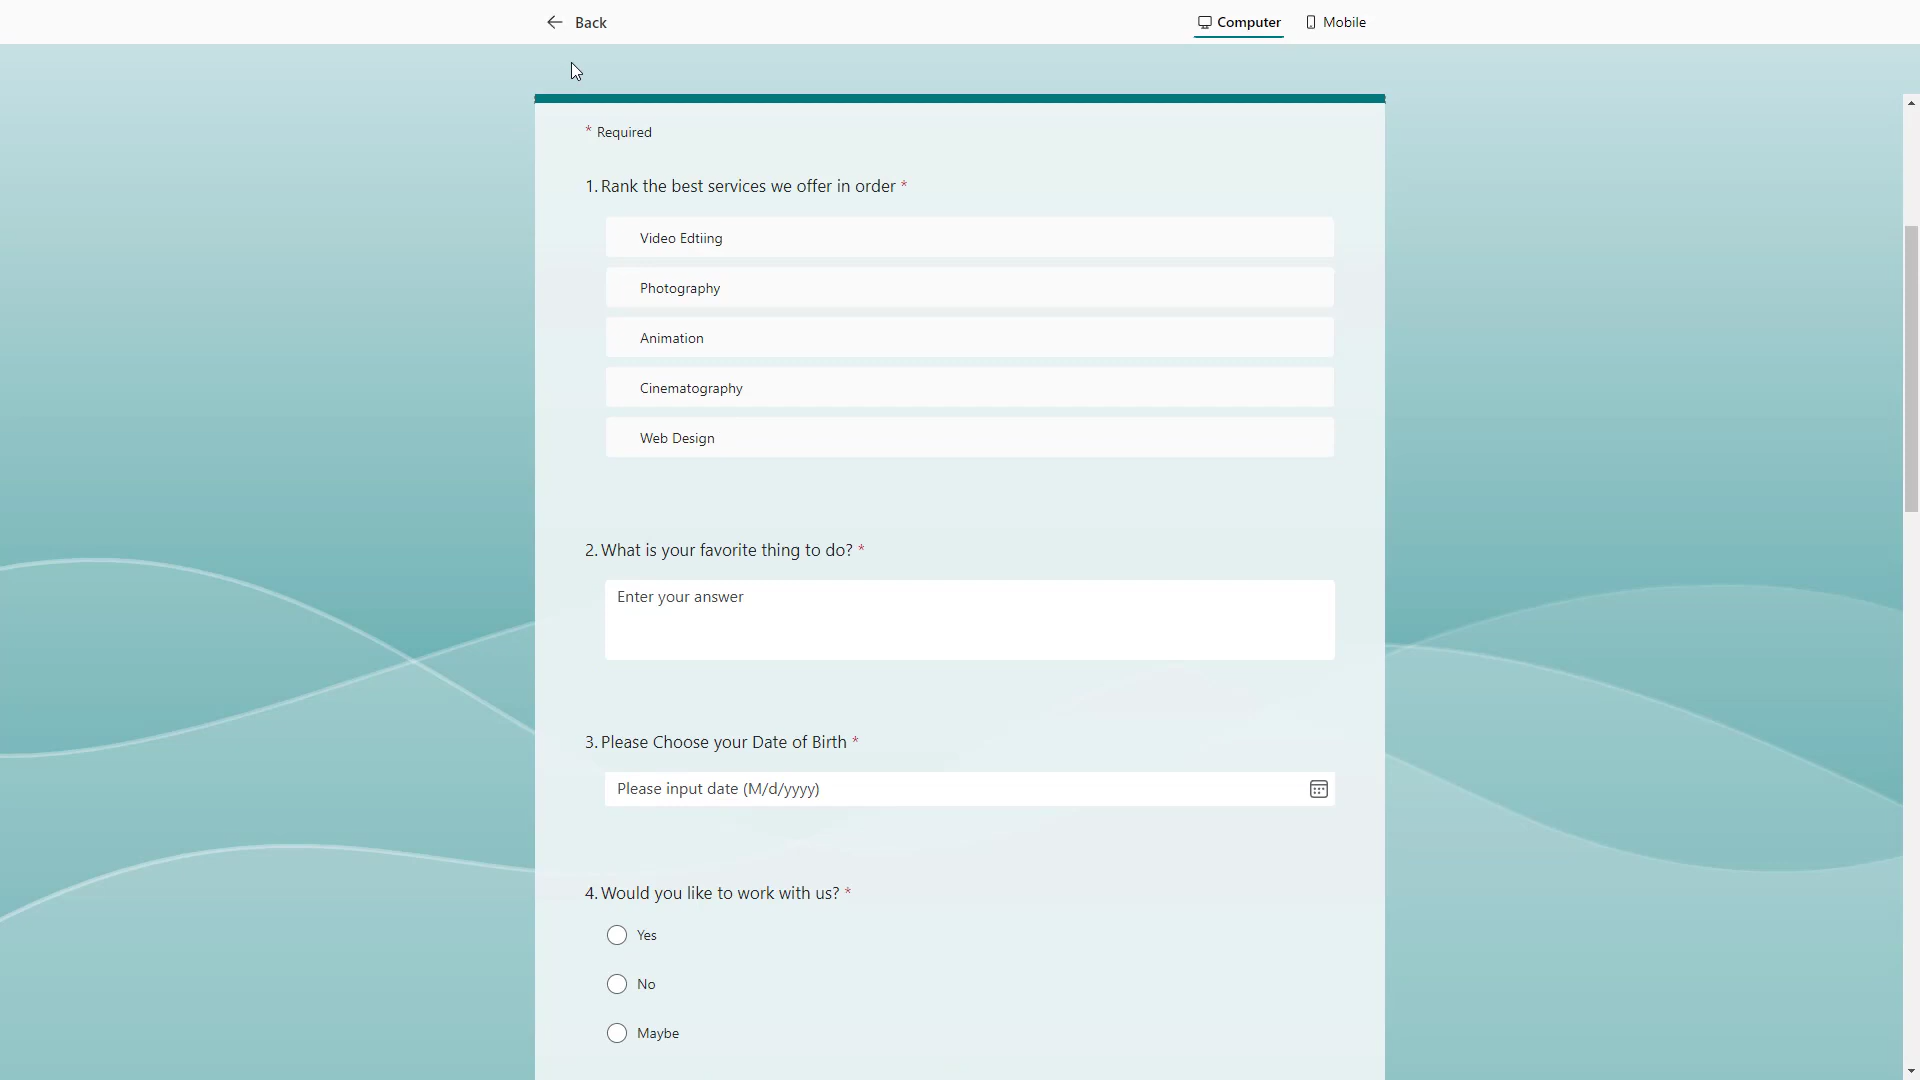 Back
Computer
Mobile
* Required
1. Rank the best services we offer in order *
Video Edtiing
Photography
Animation
Cinematography
Web Design
2. What is your favorite thing to do? *
Enter your answer
3. Please Choose your Date of Birth *
Please input date (M/d/yyyy)
4. Would you like to work with us? *
Yes
No
Maybe